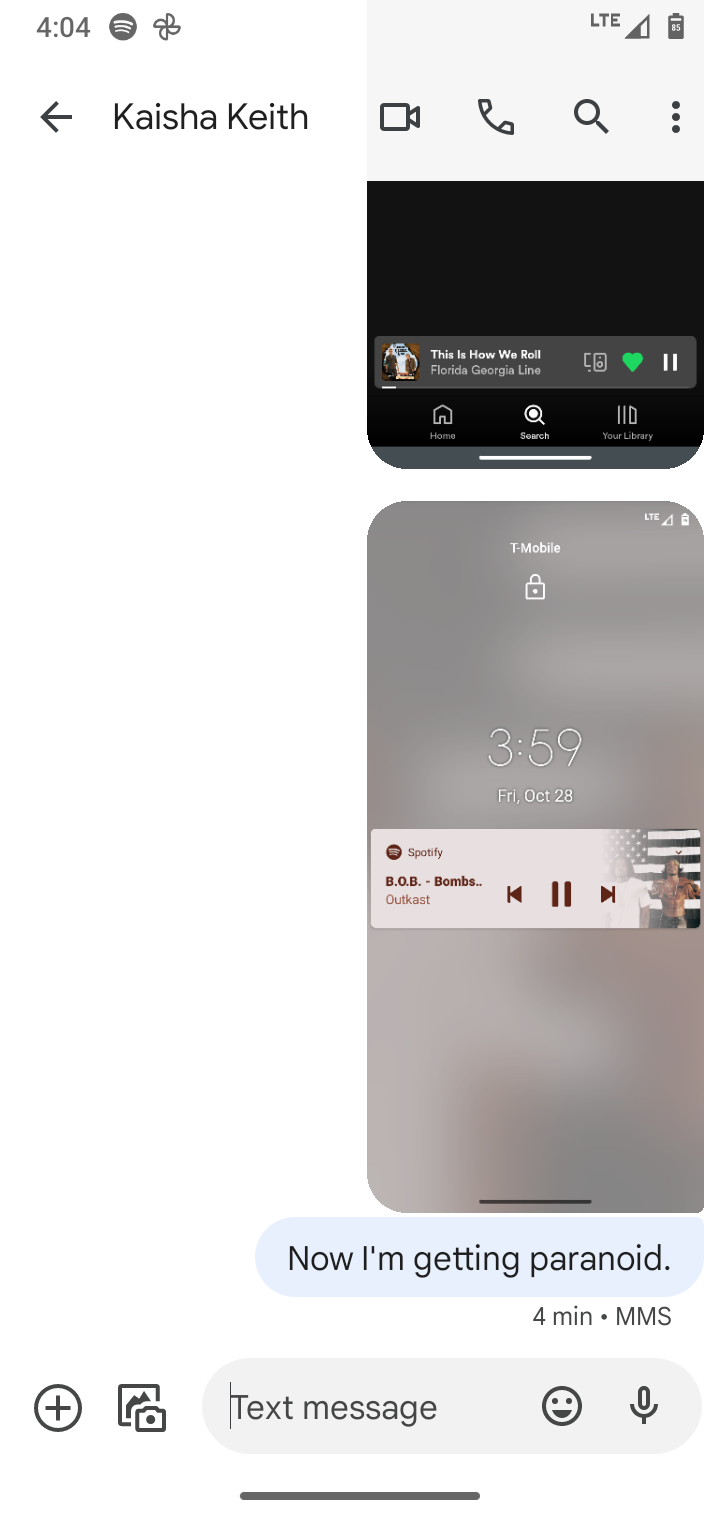 4:04
LTE
85
Kaisha Keith
This Is How We Roll
Florida Georgia Line
Home
Search
Your Library
LTE
T-Mobile
3:59
Fri, Oct 28
Spotify
B.O.B. - Bombs..
Outkast
Now I'm getting paranoid.
4 min • MMS
Text message